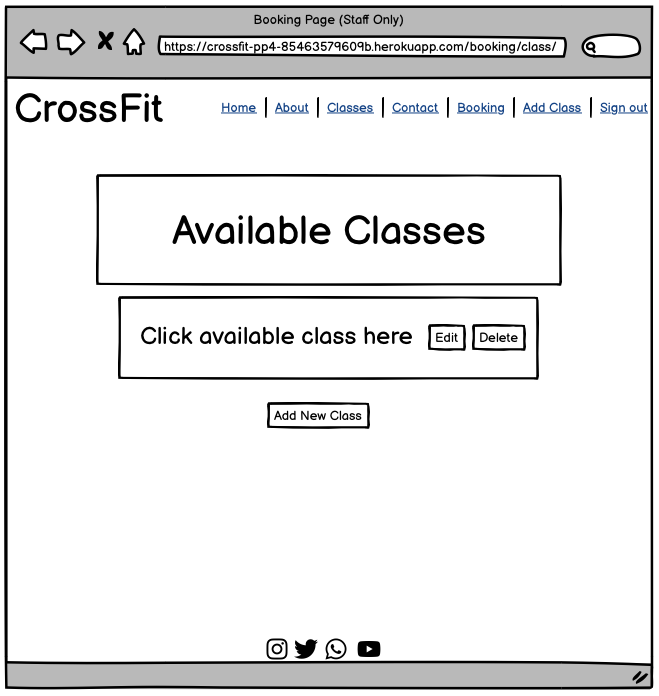 Booking Page (Staff Only)
https://crossfit-pp4-85463579609b.herokuapp.com/booking/class/
CrossFit
Home | About | Classes | Contact | Booking | Add Class | Sign out
Available Classes
Click available class here Edit Delete
Add New Class